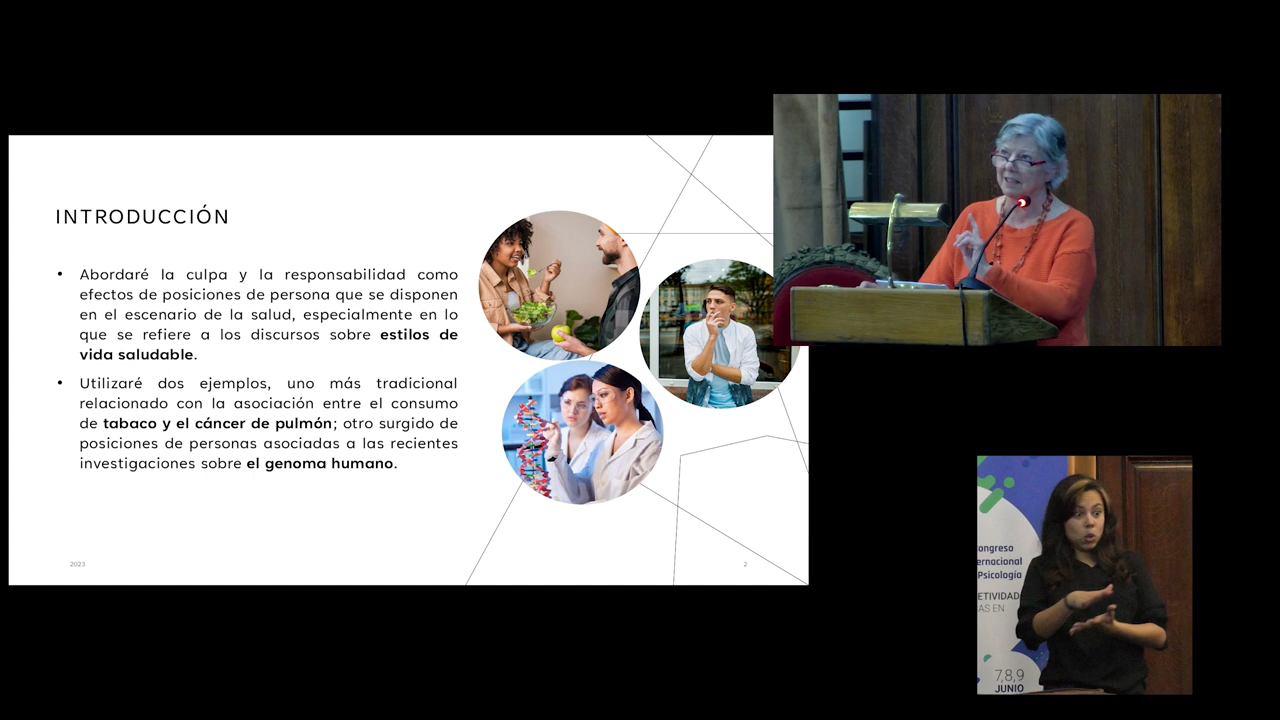 INTRODUCCIÓN
• Abordaré la culpa y la responsabilidad como
efectos de posiciones de persona que se disponen
en el escenario de la salud, especialmente en lo
que se refiere a los discursos sobre estilos de
vida saludable.
• Utilizaré dos ejemplos, uno más tradicional
relacionado con la asociación entre el consumo
de tabaco y el cáncer de pulmón; otro surgido de
posiciones de personas asociadas a las recientes
investigaciones sobre el genoma humano.
2023
2
ongreso
ernacional
Psicología
ETIVIDAD
AS EN
7,8,9
JUNIO